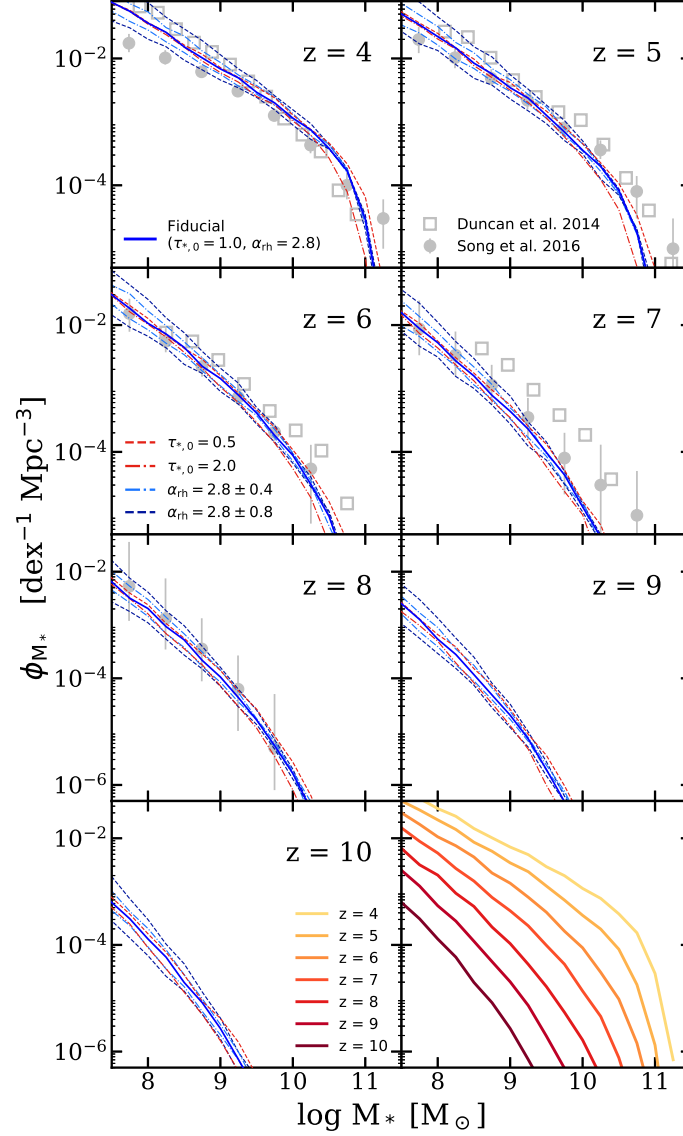 z = 4
z = 5
10⁻²
10⁻⁴
Fiducial
(τ*,0 = 1.0, αrh = 2.8)
Duncan et al. 2014
Song et al. 2016
z = 6
z = 7
10⁻²
10⁻⁴
τ*,0 = 0.5
τ*,0 = 2.0
αrh = 2.8 ± 0.4
αrh = 2.8 ± 0.8
ϕM* [dex⁻¹ Mpc⁻³]
z = 8
z = 9
10⁻²
10⁻⁴
10⁻⁶
z = 10
10⁻²
10⁻⁴
10⁻⁶
z = 4
z = 5
z = 6
z = 7
z = 8
z = 9
z = 10
8 9 10 11 8 9 10 11
log M* [M⊙]